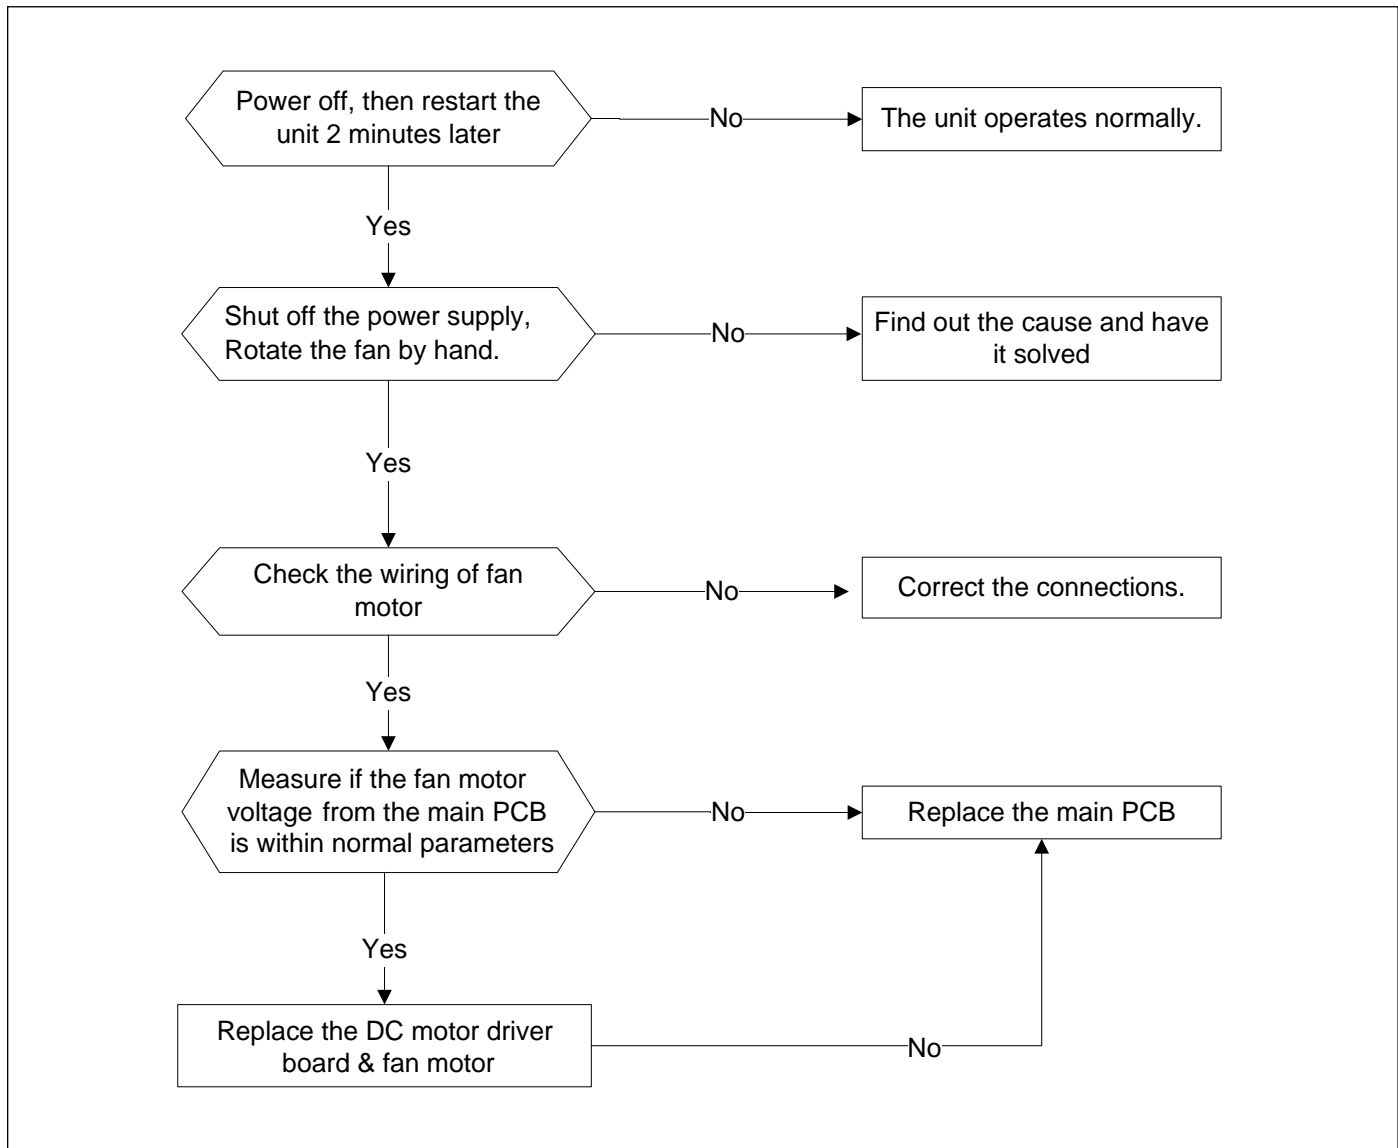 Power off, then restart the
unit 2 minutes later
No
The unit operates normally.
Yes
Shut off the power supply,
Rotate the fan by hand.
No
Find out the cause and have
it solved
Yes
Check the wiring of fan
motor
No
Correct the connections.
Yes
Measure if the fan motor
voltage from the main PCB
is within normal parameters
No
Replace the main PCB
Yes
Replace the DC motor driver
board & fan motor
No